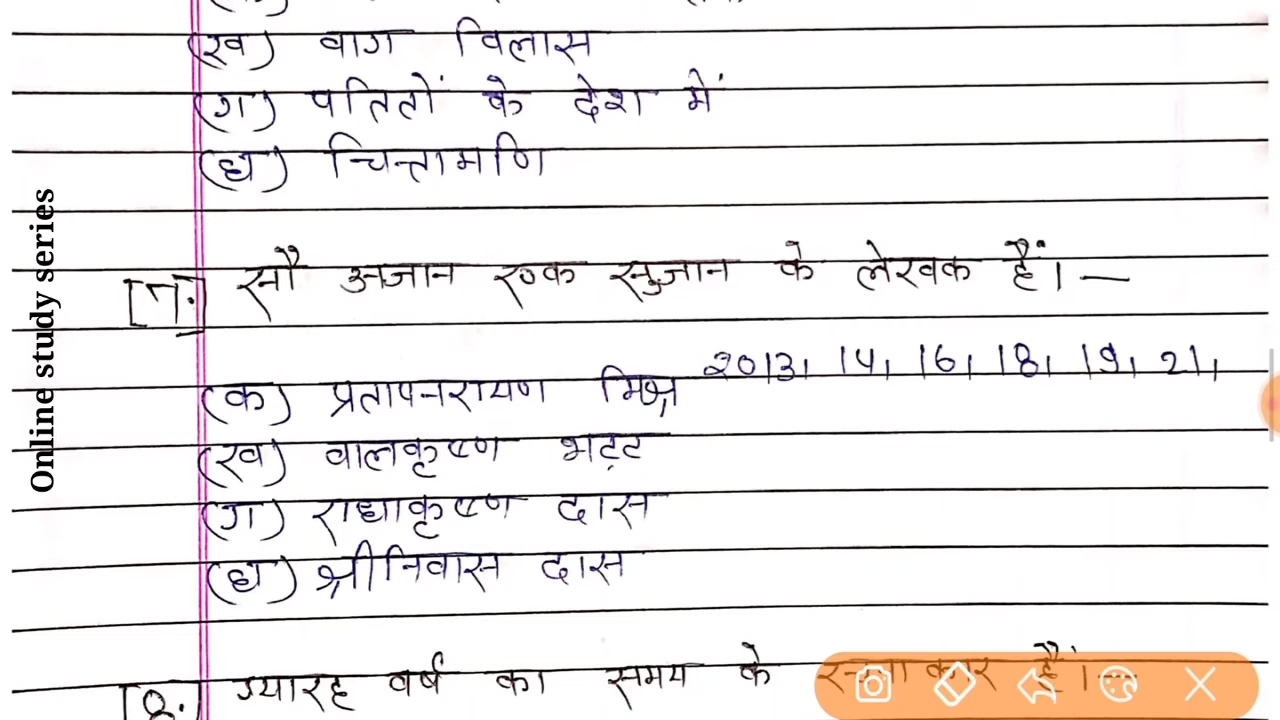 (ख) वाग विलास
(ग) पतितों के देश में
(घ) चिन्तामणि
Online study series
[7.] सौ अजान एक सुजान के लेखक हैं। —
2013, 14, 16, 18, 19, 21,
(क) प्रतापनरायण मिश्र
(ख) वालकृष्ण भट्ट
(ग) राधाकृष्ण दास
(घ) श्रीनिवास दास
[8.] ग्यारह वर्ष का समय के हैं। —